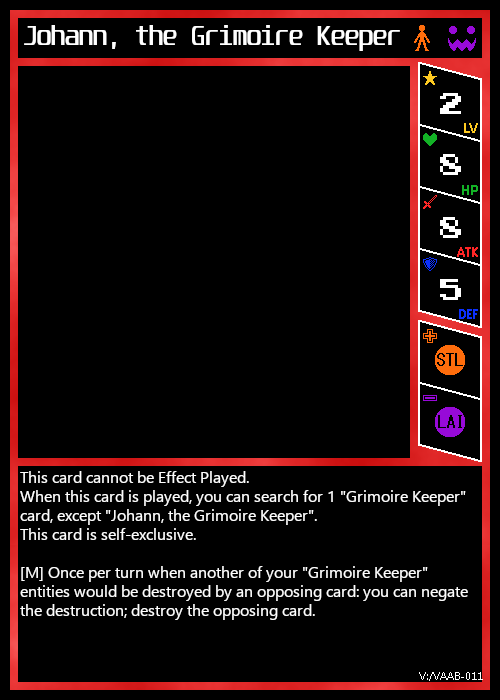 Johann, the Grimoire Keeper
2
LV
8
HP
8
ATK
5
DEF
STL
LAI
This card cannot be Effect Played.
When this card is played, you can search for 1 "Grimoire Keeper"
card, except "Johann, the Grimoire Keeper".
This card is self-exclusive.
[M] Once per turn when another of your "Grimoire Keeper"
entities would be destroyed by an opposing card: you can negate
the destruction; destroy the opposing card.
V:/VAAB-011